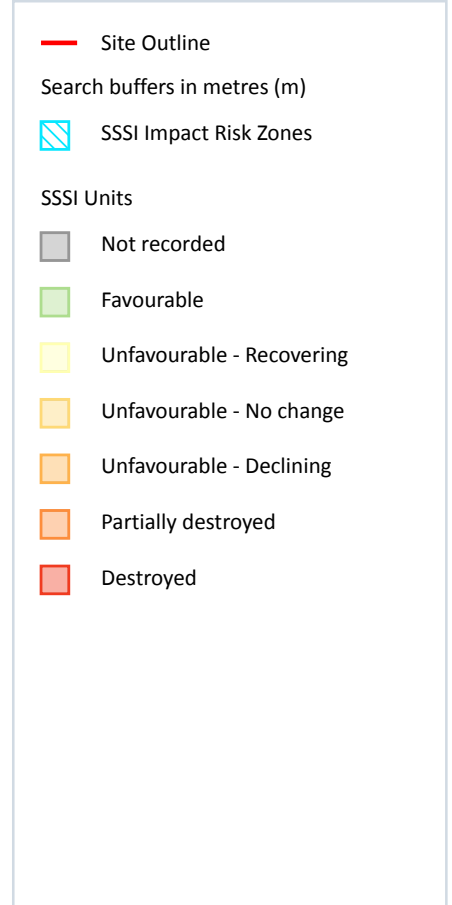 Site Outline
Search buffers in metres (m)
SSSI Impact Risk Zones
SSSI Units
Not recorded
Favourable
Unfavourable - Recovering
Unfavourable - No change
Unfavourable - Declining
Partially destroyed
Destroyed